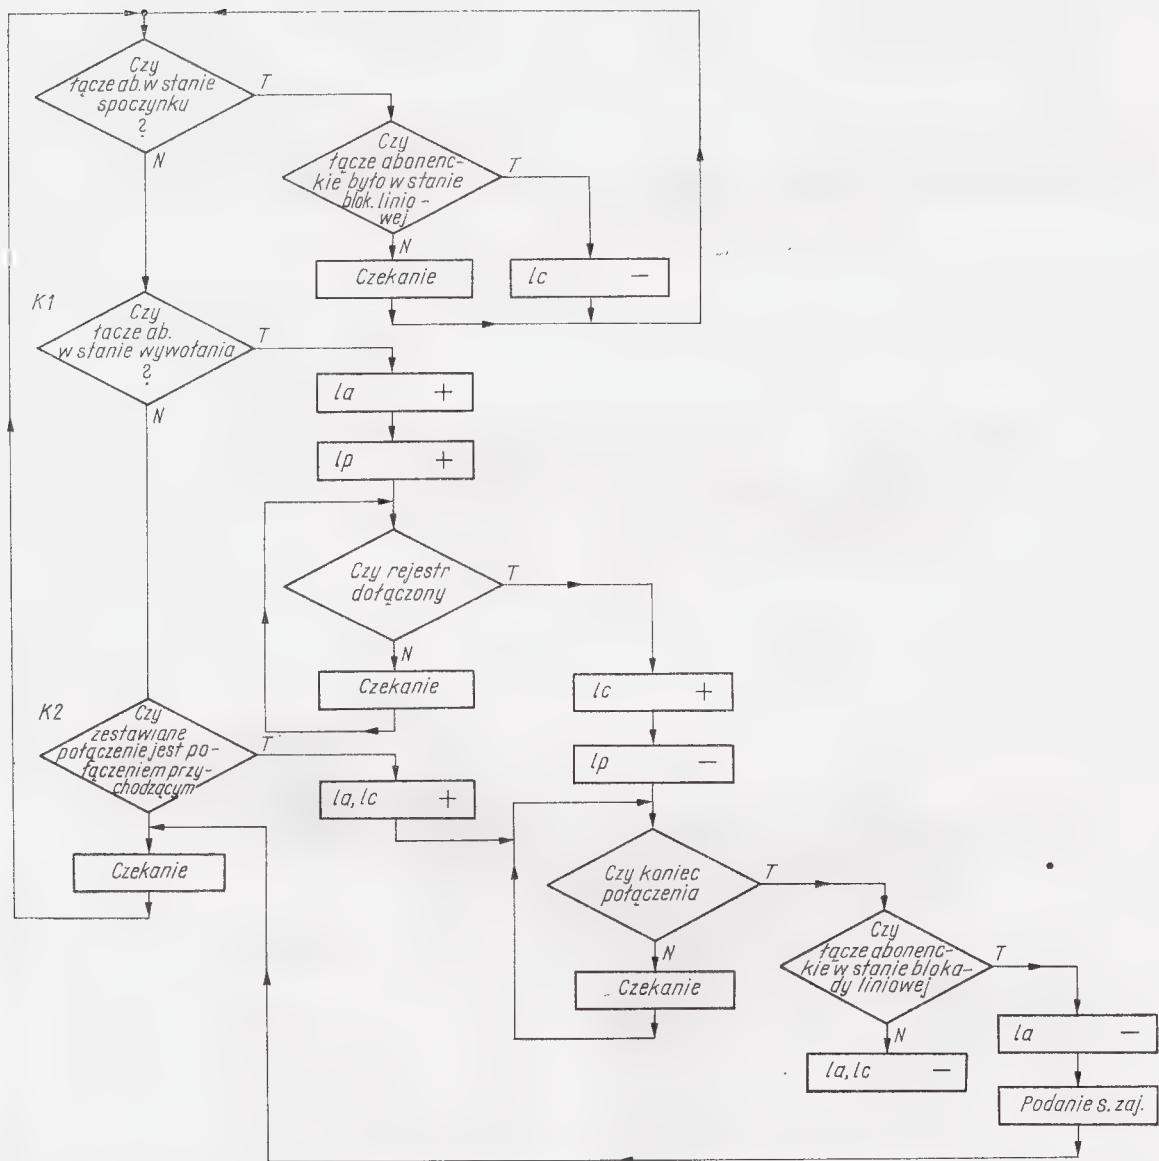 Czy
łącze ab. w stanie
spoczynku
?
T
N
Czy
łącze abonenc-
kie było w stanie
blok. linio-
wej
T
N
Czekanie
lc −
K1
Czy
łacze ab.
w stanie wywołania
?
T
N
la +
lp +
Czy rejestr
dołączony
T
N
Czekanie
lc +
lp −
K2
Czy
zestawiane
połączenie jest po-
łączeniem przy-
chodzącym
T
la, lc +
Czekanie
Czy koniec
połączenia
T
N
Czekanie
Czy
łącze abonenc-
kie w stanie bloka-
dy liniowej
T
N
la −
la, lc −
Podanie s. zaj.